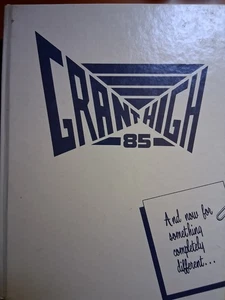 GRANT HIGH
85
And now for
something
completely
different...